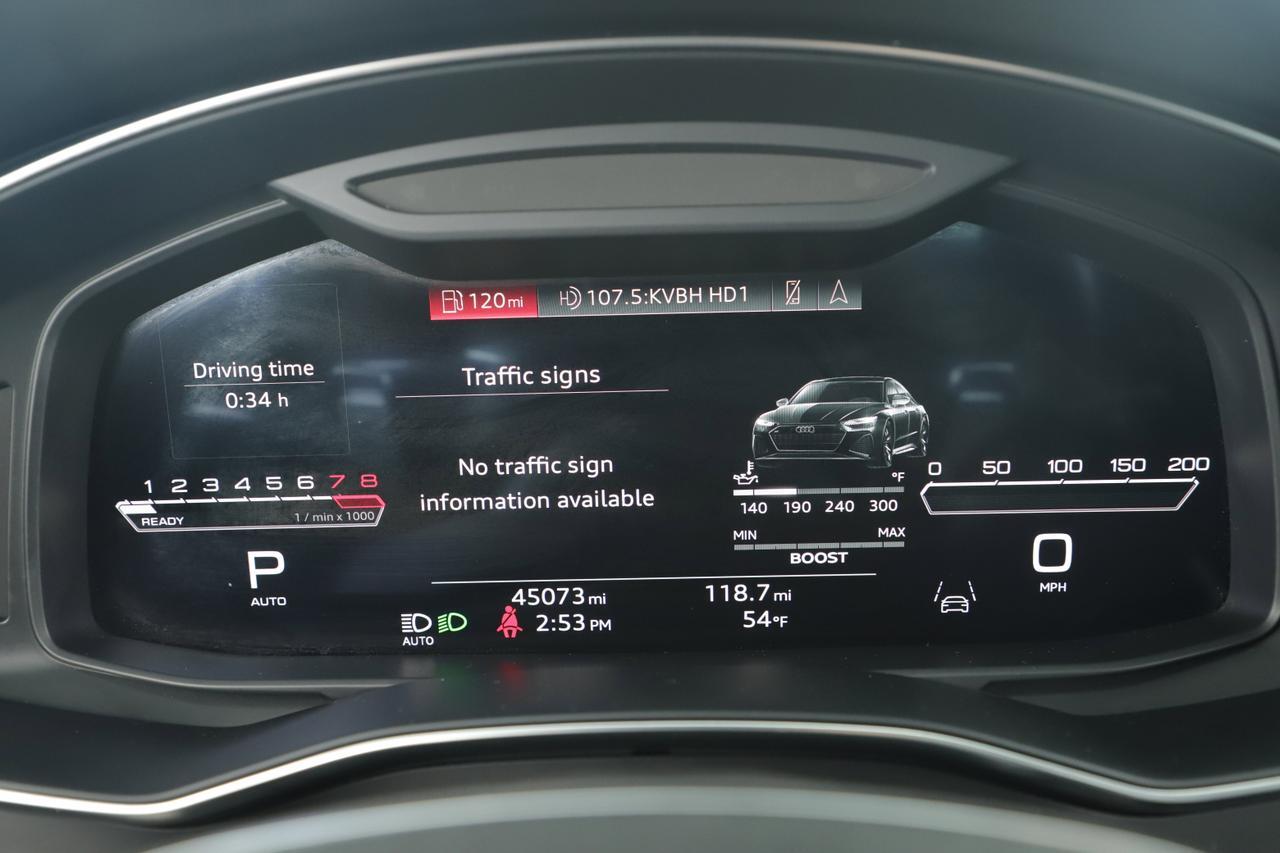 120 mi
107.5:KVBH HD1
Driving time
0:34 h
Traffic signs
No traffic sign
information available
1 2 3 4 5 6 7 8
READY
1 / min x 1000
P
AUTO
°F
140 190 240 300
MIN MAX
BOOST
0 50 100 150 200
0
MPH
45073 mi
118.7 mi
AUTO
2:53 PM
54°F